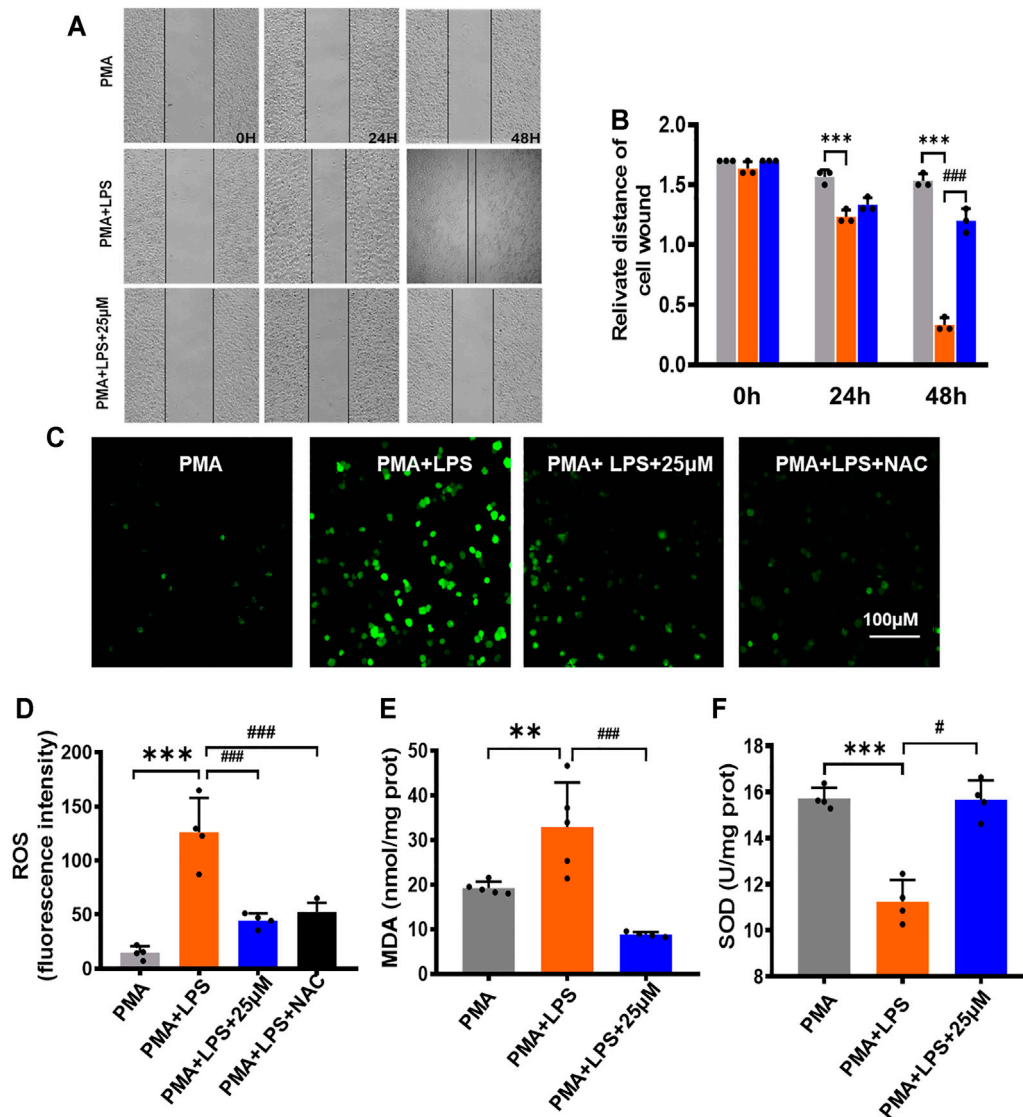 A
PMA
0H
24H
48H
PMA+LPS
PMA+LPS+25μM
B
Relivate distance of
cell wound
2.0
1.5
1.0
0.5
0.0
***
***
###
0h
24h
48h
C
PMA
PMA+LPS
PMA+ LPS+25μM
PMA+LPS+NAC
100μM
D
ROS
(fluorescence intensity)
200
150
100
50
0
***
###
###
PMA
PMA+LPS
PMA+LPS+25μM
PMA+LPS+NAC
E
MDA (nmol/mg prot)
50
40
30
20
10
0
**
###
PMA
PMA+LPS
PMA+LPS+25μM
F
SOD (U/mg prot)
18
16
14
12
10
8
***
#
PMA
PMA+LPS
PMA+LPS+25μM